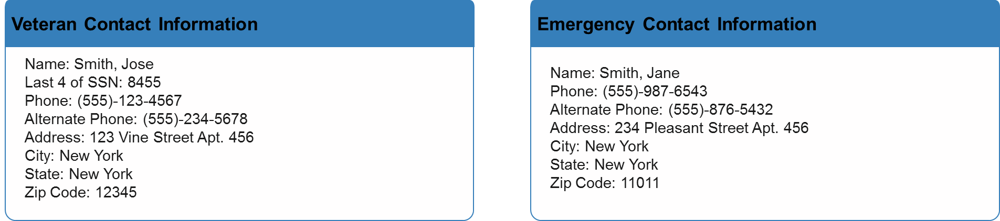 Veteran Contact Information
Name: Smith, Jose
Last 4 of SSN: 8455
Phone: (555)-123-4567
Alternate Phone: (555)-234-5678
Address: 123 Vine Street Apt. 456
City: New York
State: New York
Zip Code: 12345
Emergency Contact Information
Name: Smith, Jane
Phone: (555)-987-6543
Alternate Phone: (555)-876-5432
Address: 234 Pleasant Street Apt. 456
City: New York
State: New York
Zip Code: 11011